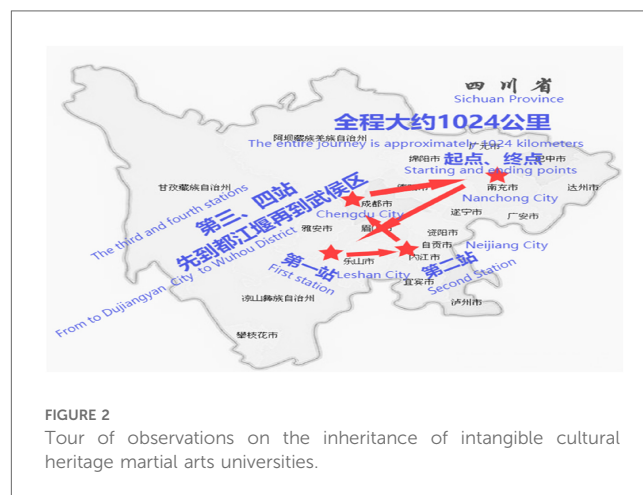 四川省
Sichuan Province
全程大约1024公里
阿坝藏族羌族自治州
The entire journey is approximately 1024 kilometers
广元市
绵阳市
起点、终点
巴中市
Starting and ending points
甘孜藏族自治州
南充市
达州市
成都市
Nanchong City
第三、四站
Chengdu City
遂宁市
广安市
The third and fourth stations
先到都江堰再到武侯区
雅安市
眉山市
资阳市
自贡市
Neijiang City
From to Dujiangyan City to Wuhou District
第一站
乐山市
内江市
第二站
First station
Leshan City
Second Station
宜宾市
凉山彝族自治州
泸州市
攀枝花市
FIGURE 2
Tour of observations on the inheritance of intangible cultural
heritage martial arts universities.